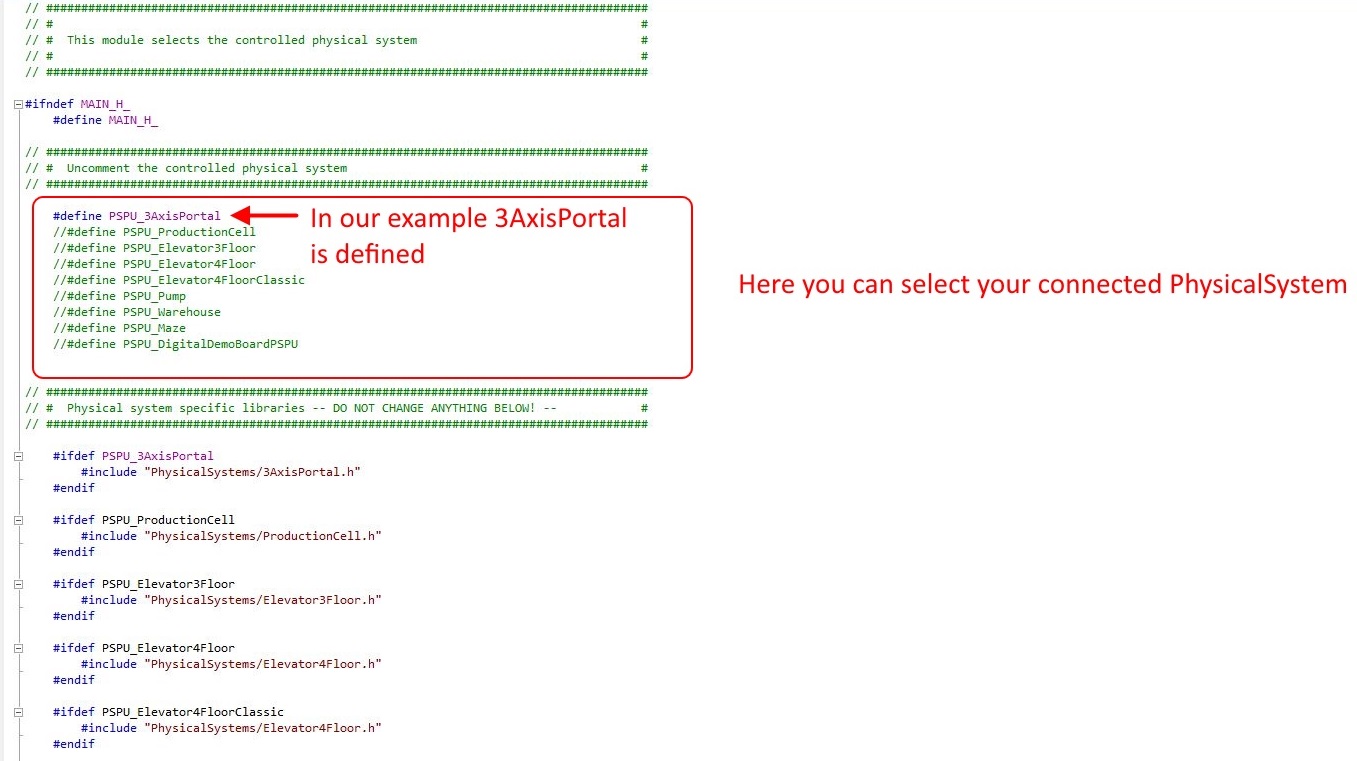 // ######################################################################################
// #                                                                                    #
// #  This module selects the controlled physical system                                #
// #                                                                                    #
// ######################################################################################
#ifndef MAIN_H_
    #define MAIN_H_
// ######################################################################################
// #  Uncomment the controlled physical system                                          #
// ######################################################################################
    #define PSPU_3AxisPortal
In our example 3AxisPortal
is defined
    //#define PSPU_ProductionCell
    //#define PSPU_Elevator3Floor
    //#define PSPU_Elevator4Floor
    //#define PSPU_Elevator4FloorClassic
    //#define PSPU_Pump
    //#define PSPU_Warehouse
    //#define PSPU_Maze
    //#define PSPU_DigitalDemoBoardPSPU
Here you can select your connected PhysicalSystem
// ######################################################################################
// #  Physical system specific libraries -- DO NOT CHANGE ANYTHING BELOW! --            #
// ######################################################################################
    #ifdef PSPU_3AxisPortal
        #include "PhysicalSystems/3AxisPortal.h"
    #endif
    #ifdef PSPU_ProductionCell
        #include "PhysicalSystems/ProductionCell.h"
    #endif
    #ifdef PSPU_Elevator3Floor
        #include "PhysicalSystems/Elevator3Floor.h"
    #endif
    #ifdef PSPU_Elevator4Floor
        #include "PhysicalSystems/Elevator4Floor.h"
    #endif
    #ifdef PSPU_Elevator4FloorClassic
        #include "PhysicalSystems/Elevator4Floor.h"
    #endif